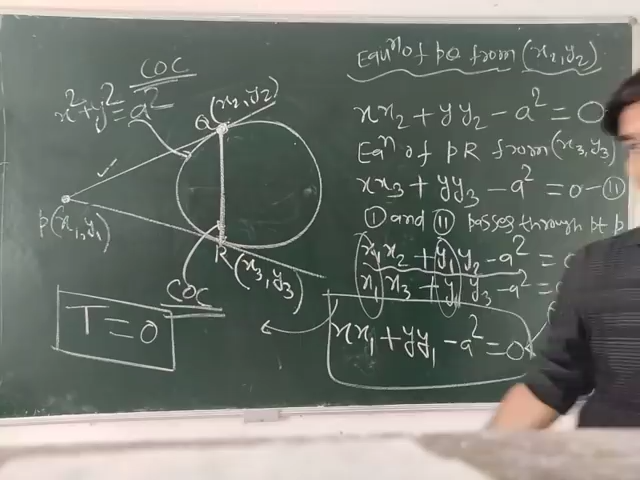 COC
x²+y²=a²
Q
(x₂,y₂)
P(x₁,y₁)
R
(x₃,y₃)
COC
T=0
Equⁿ of PQ from (x₂,y₂)
xx₂+yy₂-a²=0
Eqⁿ of PR from (x₃,y₃)
xx₃+yy₃-a²=0-Ⅱ
Ⅰ and Ⅱ passes through pt P
x₁x₂+y₁y₂-a²=
x₁x₃+y₁y₃-a²=
xx₁+yy₁-a²=0